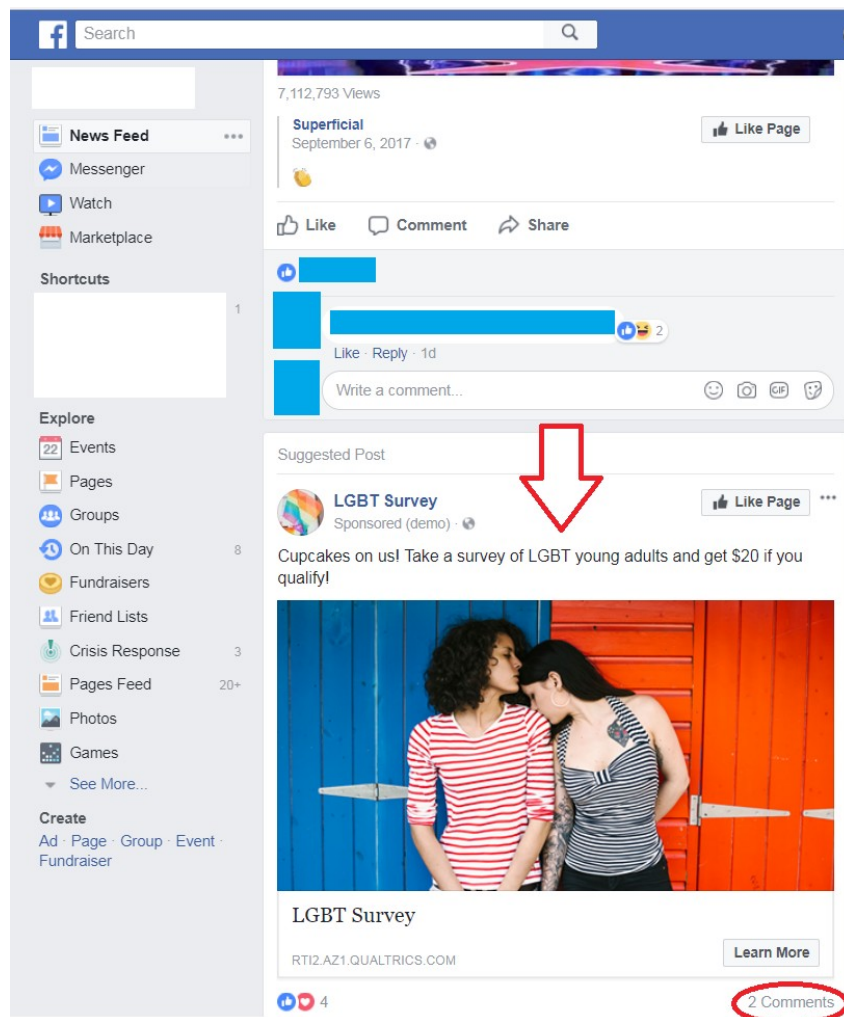 f
Search
News Feed
Messenger
Watch
Marketplace
Shortcuts
1
Explore
22 Events
Pages
Groups
On This Day 8
Fundraisers
Friend Lists
Crisis Response 3
Pages Feed 20+
Photos
Games
See More...
Create
Ad · Page · Group · Event ·
Fundraiser
7,112,793 Views
Superficial
September 6, 2017 ·
Like Page
Like Comment Share
2
Like · Reply · 1d
Write a comment...
GIF
Suggested Post
LGBT Survey
Sponsored (demo) ·
Like Page
Cupcakes on us! Take a survey of LGBT young adults and get $20 if you
qualify!
LGBT Survey
RTI2.AZ1.QUALTRICS.COM
Learn More
4
2 Comments